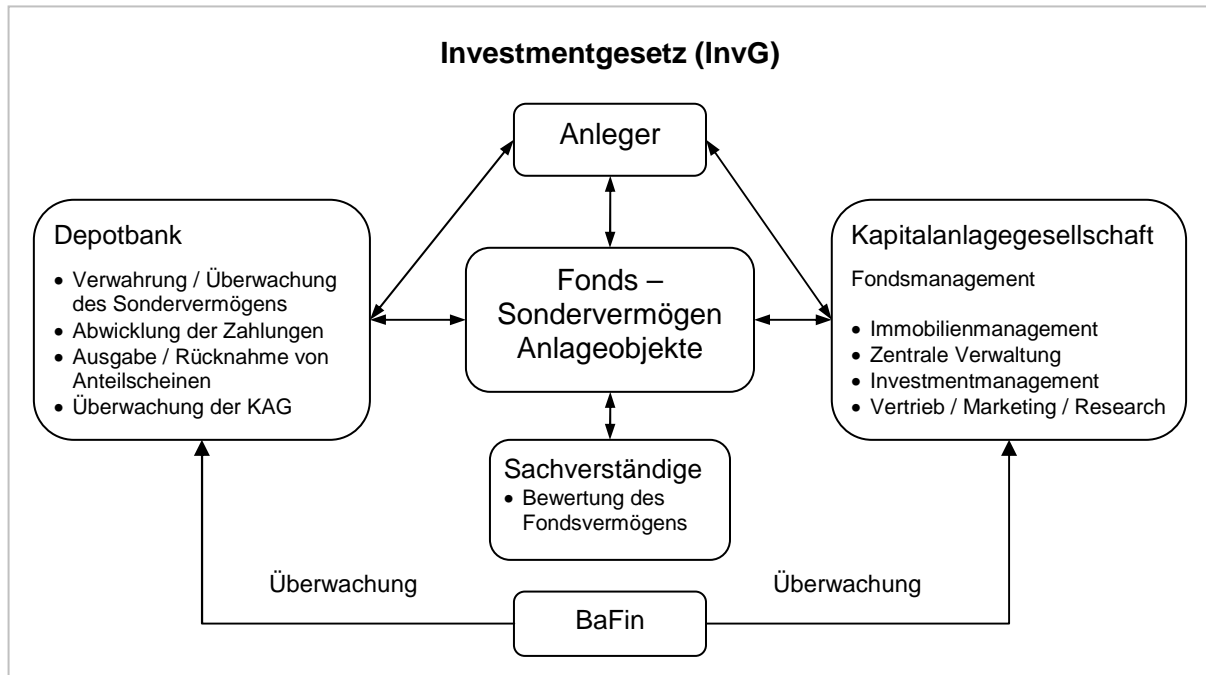 Investmentgesetz (InvG)
Anleger
Depotbank
• Verwahrung / Überwachung
des Sondervermögens
• Abwicklung der Zahlungen
• Ausgabe / Rücknahme von
Anteilscheinen
• Überwachung der KAG
Fonds –
Sondervermögen
Anlageobjekte
Kapitalanlagegesellschaft
Fondsmanagement
• Immobilienmanagement
• Zentrale Verwaltung
• Investmentmanagement
• Vertrieb / Marketing / Research
Sachverständige
• Bewertung des
Fondsvermögens
Überwachung
Überwachung
BaFin